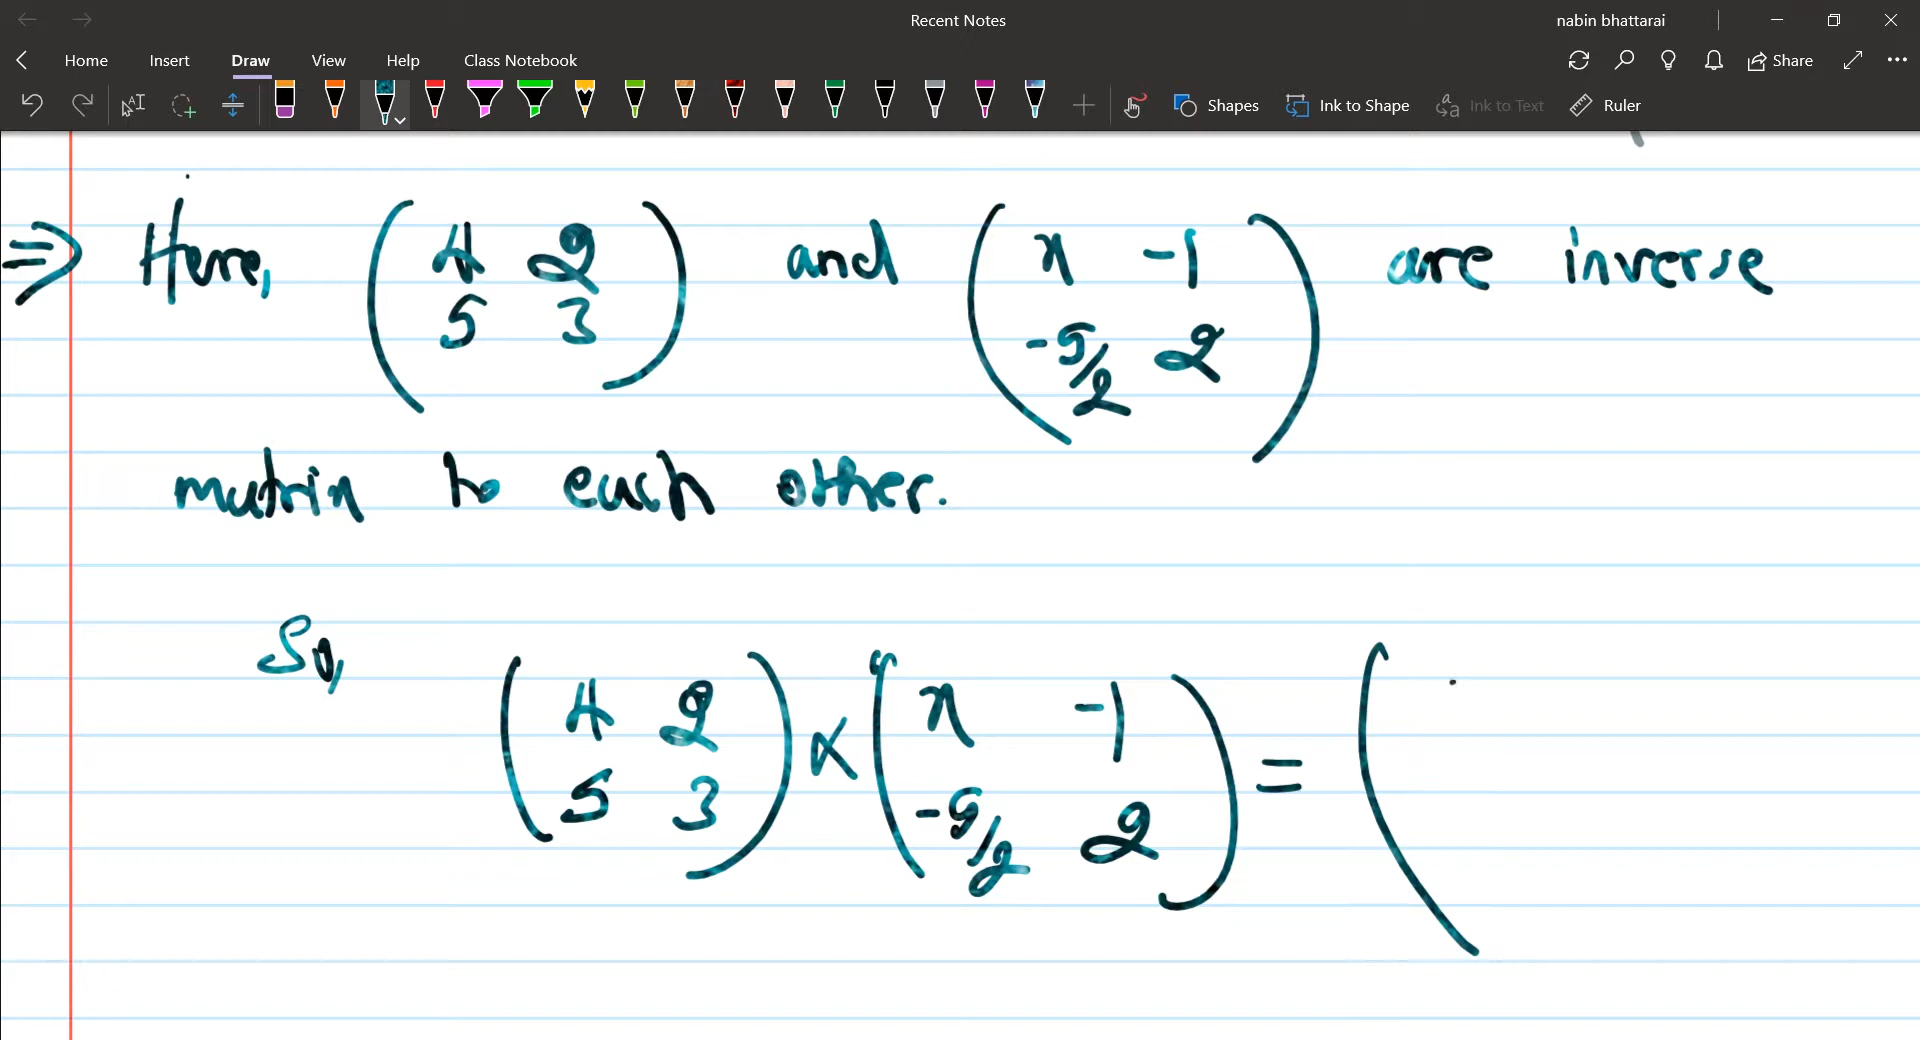 Recent Notes
nabin bhattarai
Home Insert Draw View Help Class Notebook
Share
Shapes Ink to Shape Ink to Text Ruler
⇒ Here, (4 2 and (x -1 are inverse
5 3) -5/2 2)
matrix to each other.
So, (4 2 × (x -1 = (
5 3) -5/2 2)